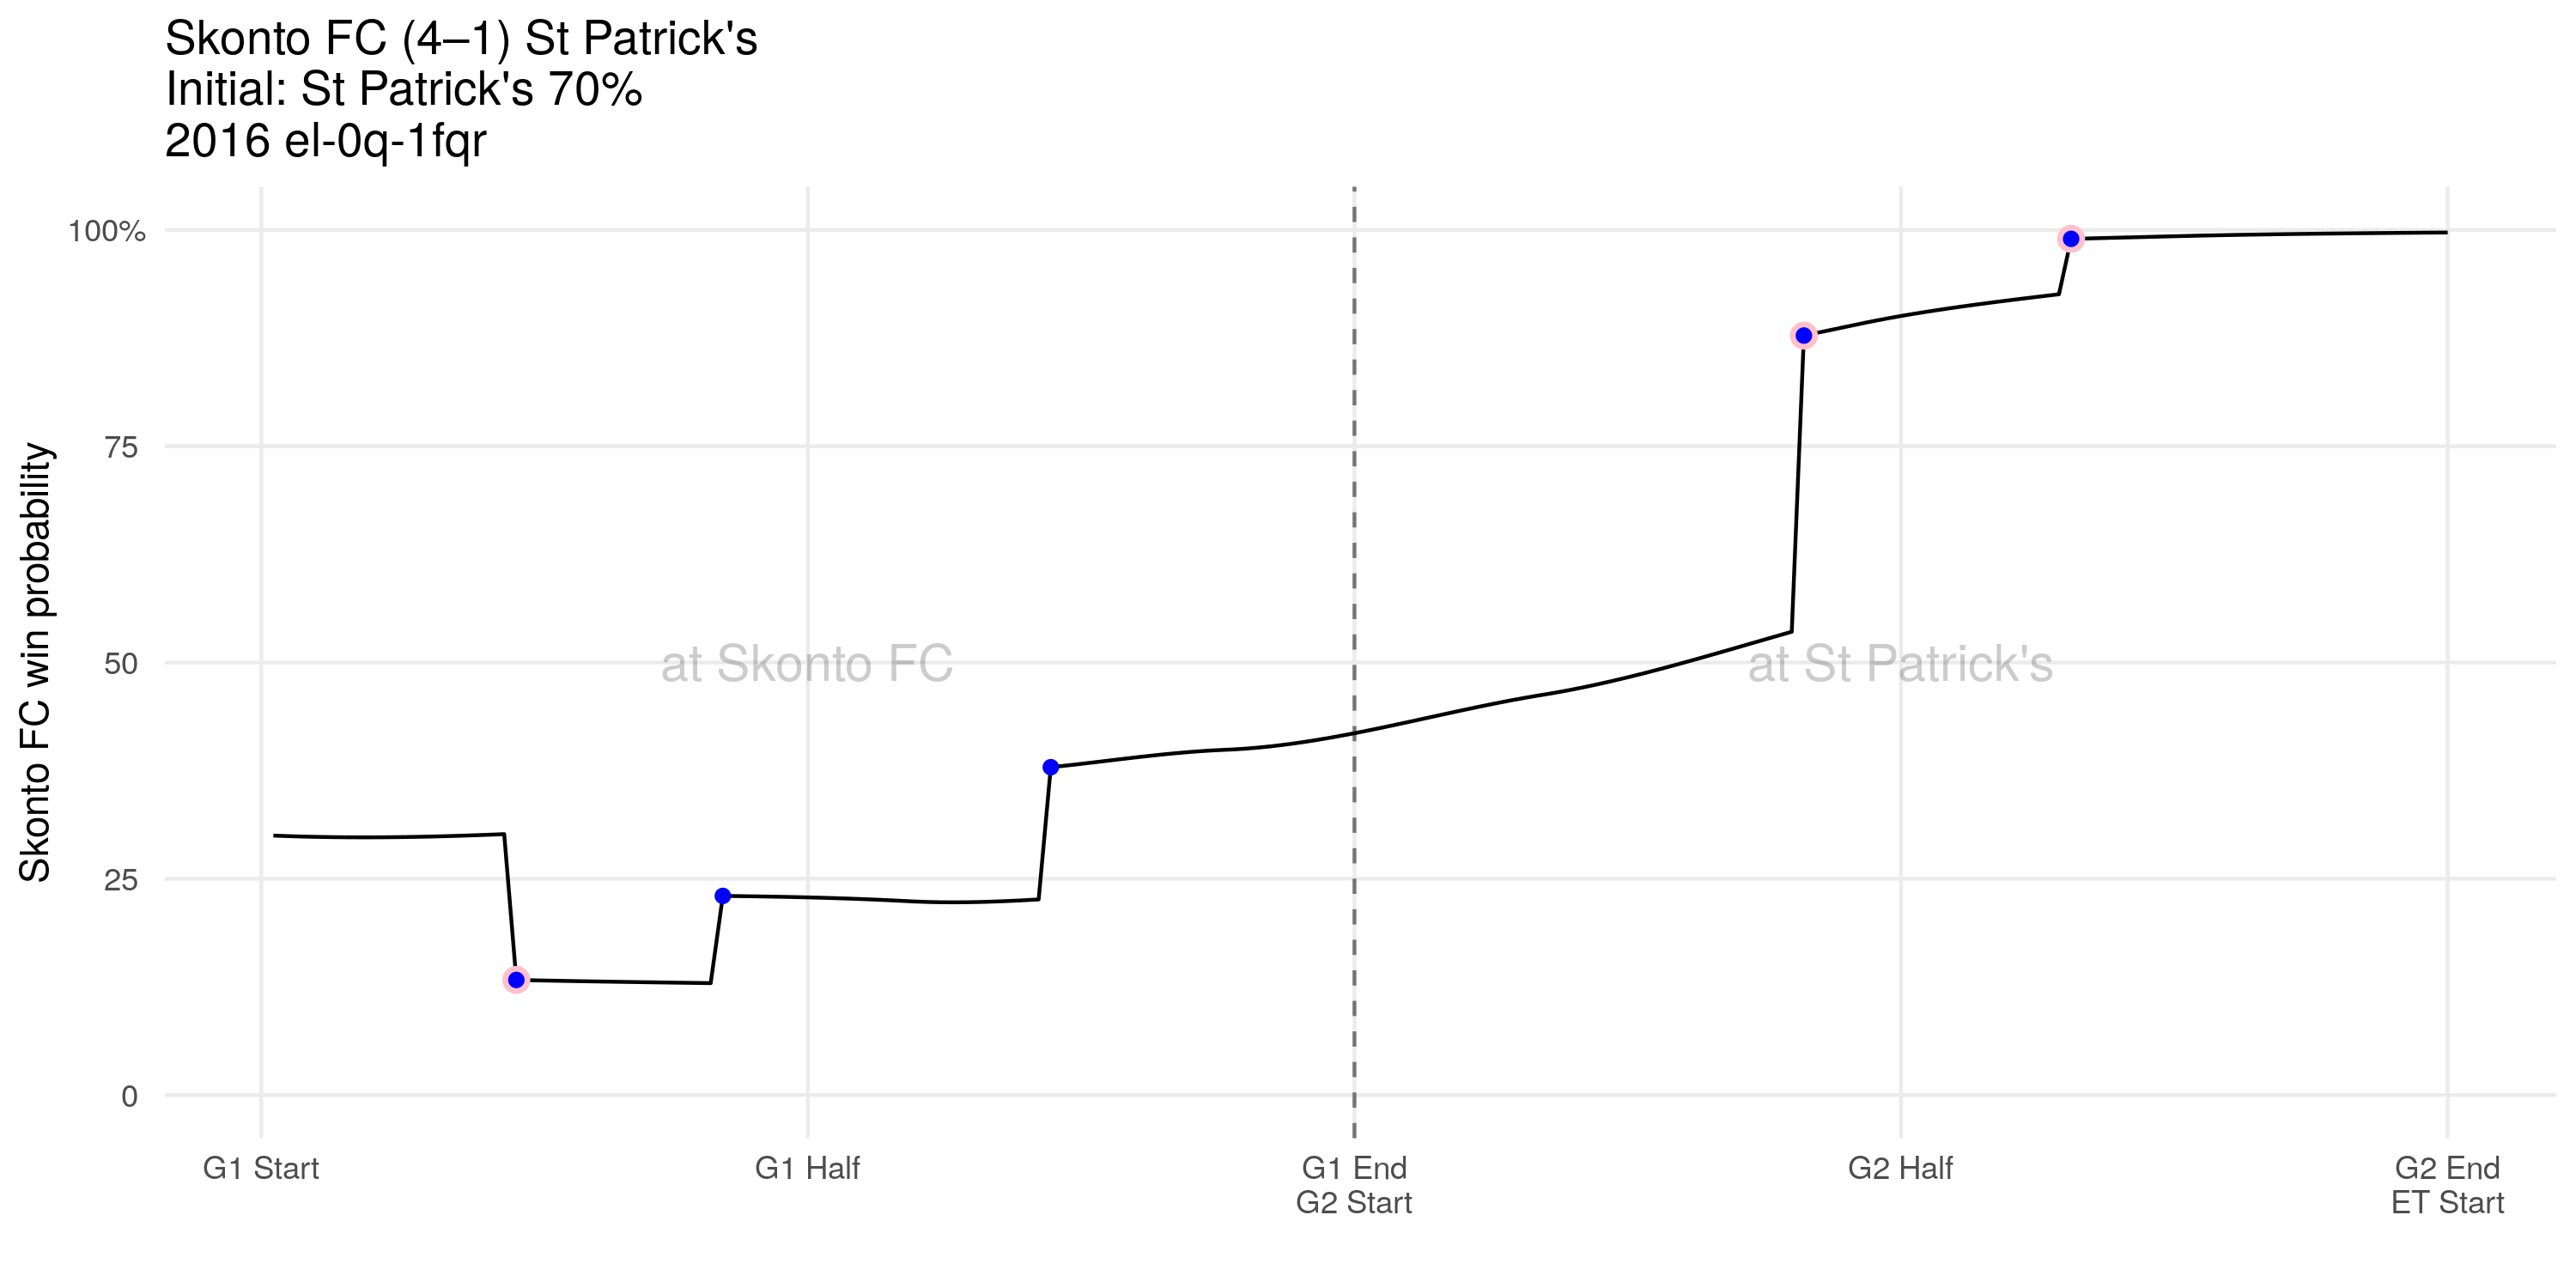 Skonto FC (4–1) St Patrick's
Initial: St Patrick's 70%
2016 el-0q-1fqr
Skonto FC win probability
100%
75
50
25
0
at Skonto FC
at St Patrick's
G1 Start
G1 Half
G1 End
G2 Start
G2 Half
G2 End
ET Start